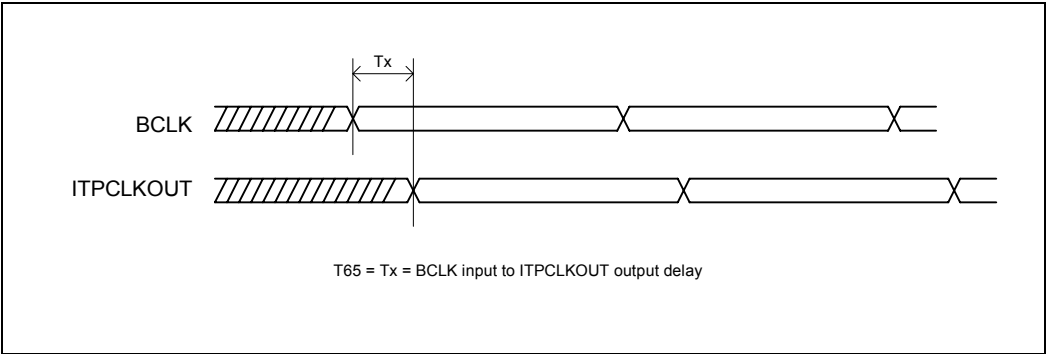 Tx
BCLK
ITPCLKOUT
T65 = Tx = BCLK input to ITPCLKOUT output delay